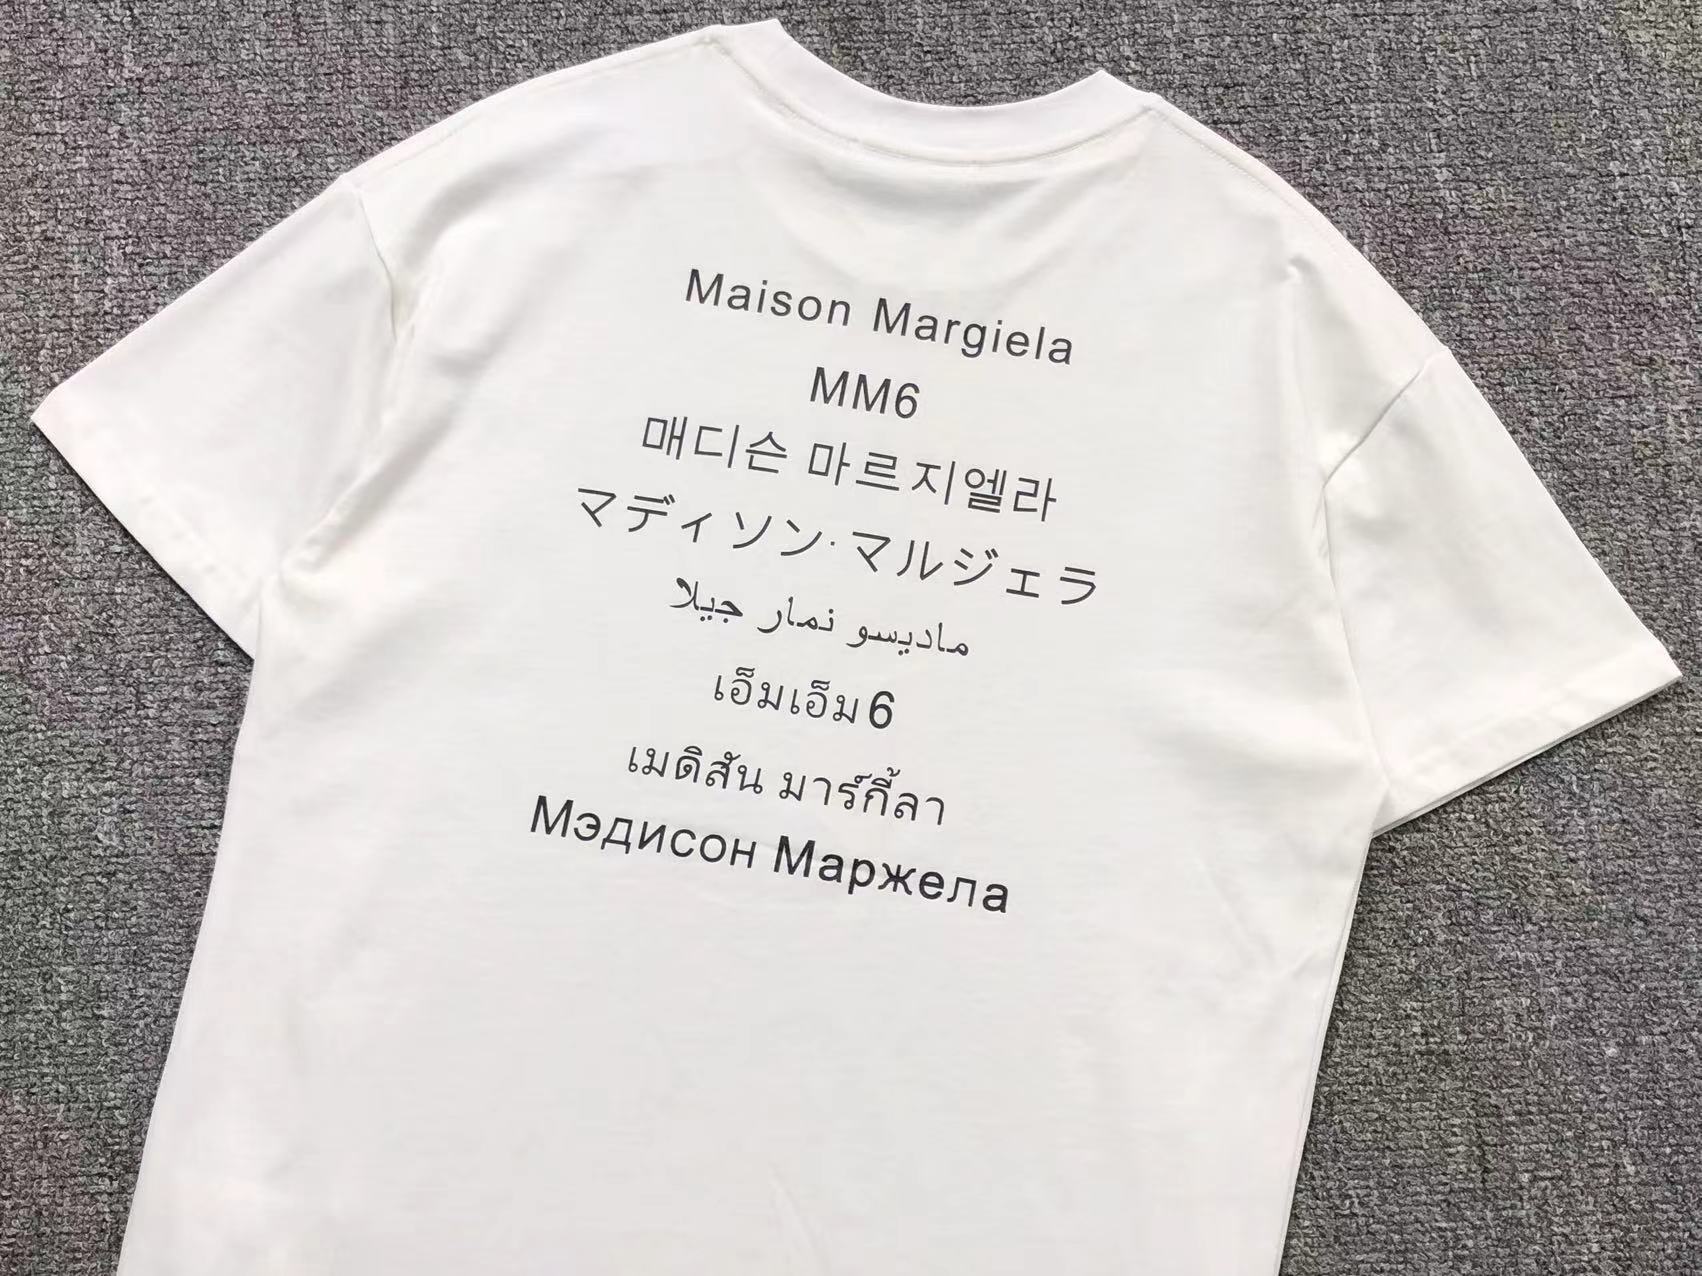 Maison Margiela
MM6
매디슨 마르지엘라
マディソン·マルジェラ
ماديسو نمار جيلا
เอ็มเอ็ม6
เมดิสัน มาร์กี้ลา
Мэдисон Маржела